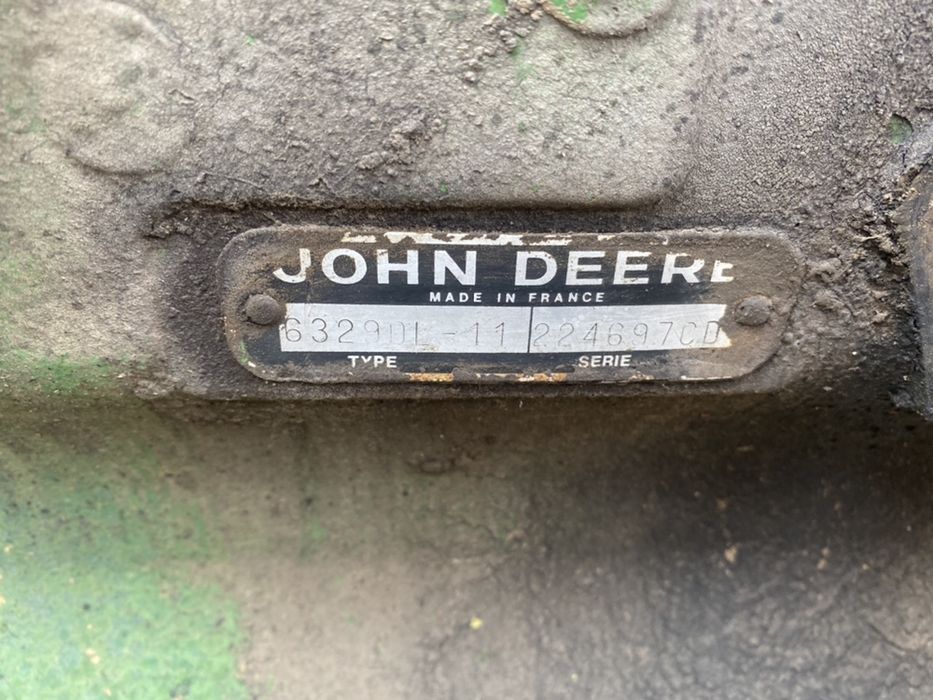 JOHN DEERE
MADE IN FRANCE
6329DL-11 224697CD
TYPE SERIE